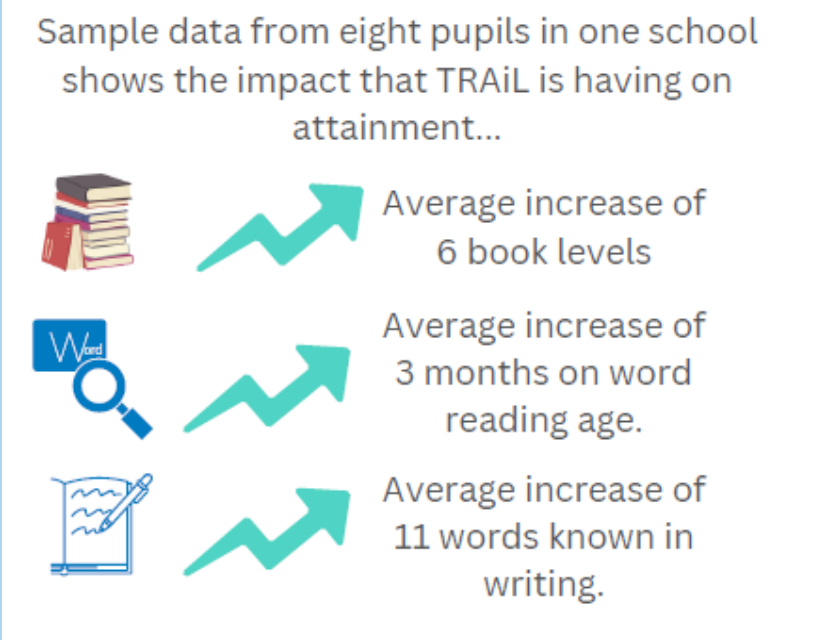 Sample data from eight pupils in one school
shows the impact that TRAiL is having on
attainment...
Average increase of
6 book levels
Word
Average increase of
3 months on word
reading age.
Average increase of
11 words known in
writing.